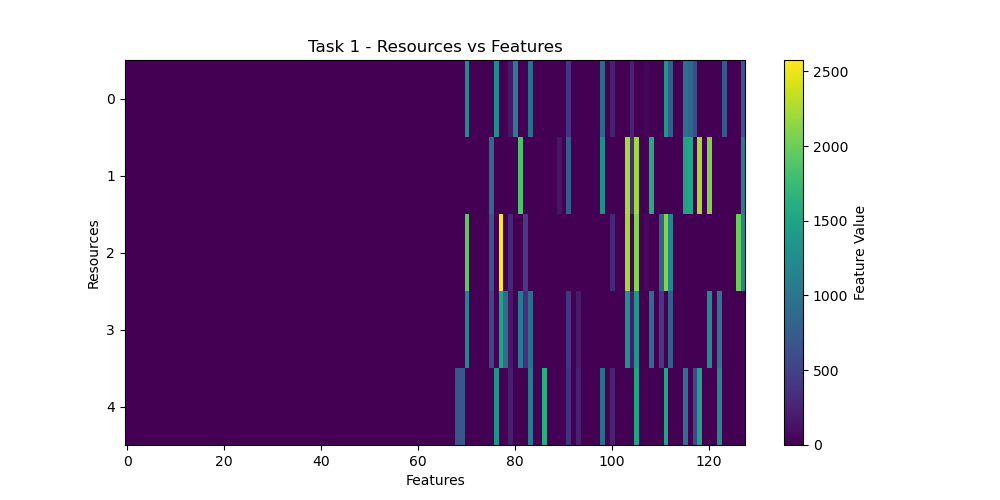 Task 1 - Resources vs Features
Resources
0
1
2
3
4
0 20 40 60 80 100 120
Features
2500
2000
1500
1000
500
0
Feature Value